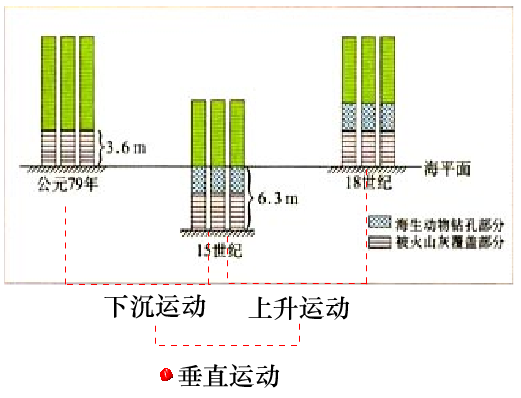 3.6m
海平面
公元79年
18世纪
6.3m
海生动物钻孔部分
被火山灰覆盖部分
15世纪
下沉运动 上升运动
垂直运动